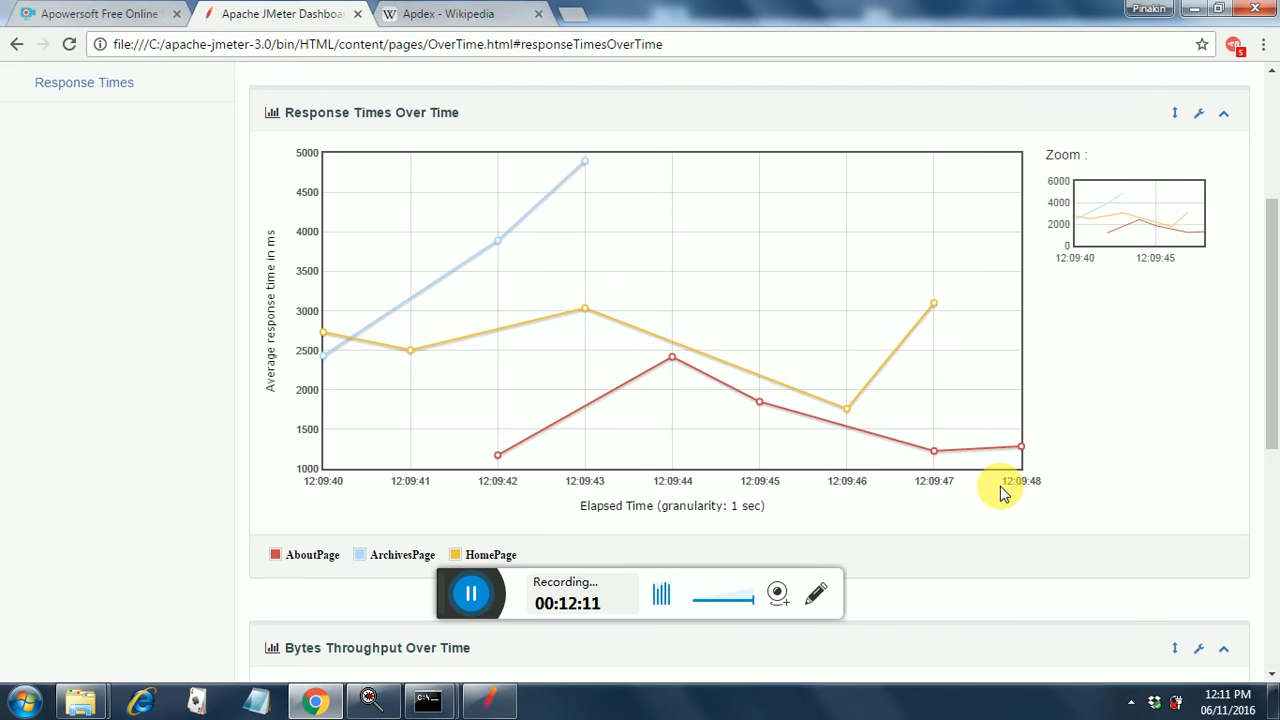 Apowersoft Free Online
Apache JMeter Dashboa
W Apdex - Wikipedia
Pinakin
file:///C:/apache-jmeter-3.0/bin/HTML/content/pages/OverTime.html#responseTimesOverTime
5
Response Times
Response Times Over Time
Zoom :
5000
4500
4000
3500
3000
2500
2000
1500
1000
Average response time in ms
6000
4000
2000
0
12:09:40 12:09:45
12:09:40 12:09:41 12:09:42 12:09:43 12:09:44 12:09:45 12:09:46 12:09:47 12:09:48
Elapsed Time (granularity: 1 sec)
AboutPage ArchivesPage HomePage
Recording...
00:12:11
Bytes Throughput Over Time
12:11 PM
06/11/2016